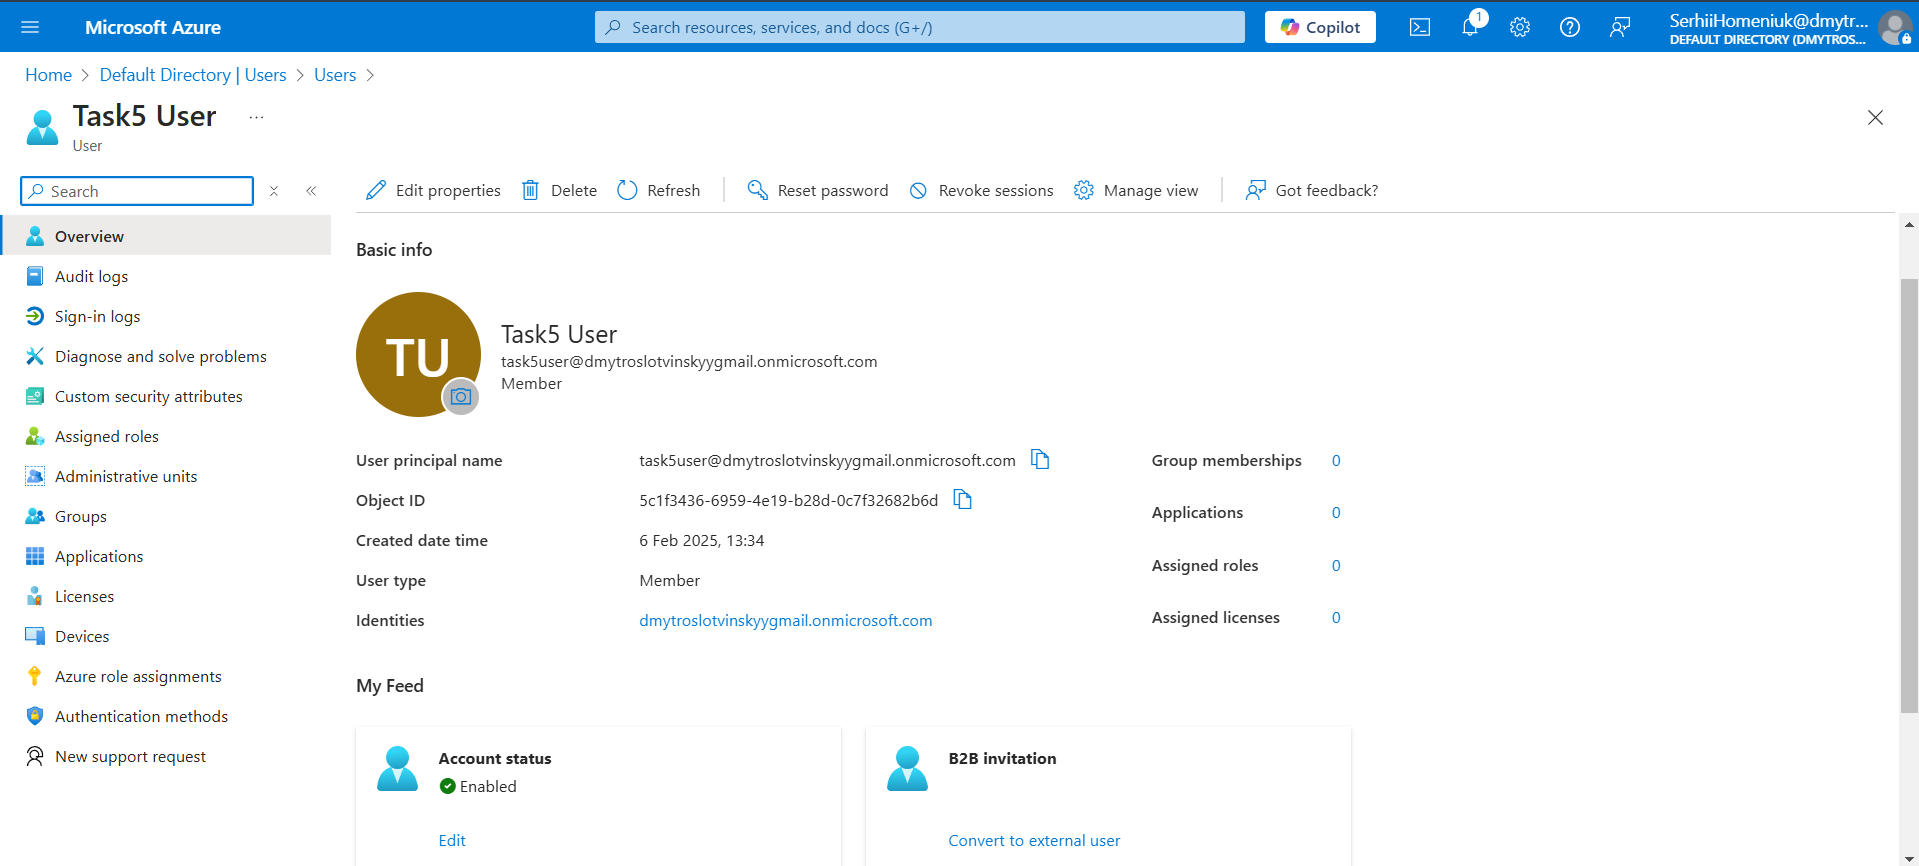 Microsoft Azure
Search resources, services, and docs (G+/)
Copilot
1
SerhiiHomeniuk@dmytr...
DEFAULT DIRECTORY (DMYTROS...
Home > Default Directory | Users > Users >
Task5 User ...
User
Search
Edit properties
Delete
Refresh
Reset password
Revoke sessions
Manage view
Got feedback?
Overview
Audit logs
Sign-in logs
Diagnose and solve problems
Custom security attributes
Assigned roles
Administrative units
Groups
Applications
Licenses
Devices
Azure role assignments
Authentication methods
New support request
Basic info
TU
Task5 User
task5user@dmytroslotvinskyygmail.onmicrosoft.com
Member
User principal name task5user@dmytroslotvinskyygmail.onmicrosoft.com
Object ID 5c1f3436-6959-4e19-b28d-0c7f32682b6d
Created date time 6 Feb 2025, 13:34
User type Member
Identities dmytroslotvinskyygmail.onmicrosoft.com
Group memberships 0
Applications 0
Assigned roles 0
Assigned licenses 0
My Feed
Account status
Enabled
Edit
B2B invitation
Convert to external user